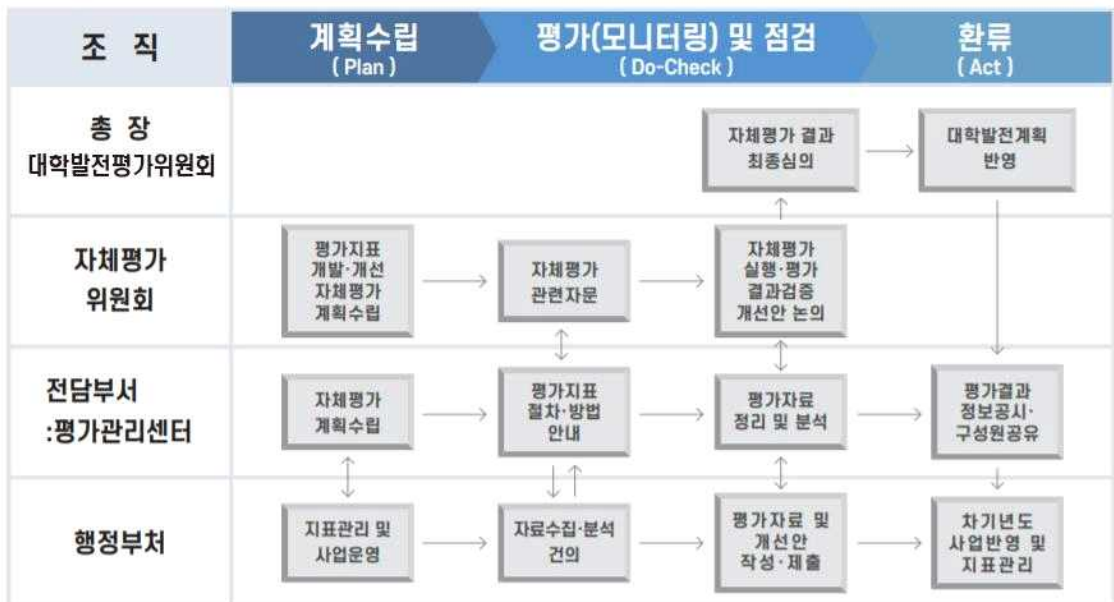 조 직
계획수립
( Plan )
평가(모니터링) 및 점검
( Do-Check )
환류
( Act )
총 장
대학발전평가위원회
자체평가 결과
최종심의
대학발전계획
반영
자체평가
위원회
평가지표
개발·개선
자체평가
계획수립
자체평가
관련자문
자체평가
실행·평가
결과검증
개선안 논의
전담부서
:평가관리센터
자체평가
계획수립
평가지표
절차·방법
안내
평가자료
정리 및 분석
평가결과
정보공시·
구성원공유
행정부처
지표관리 및
사업운영
자료수집·분석
건의
평가자료 및
개선안
작성·제출
차기년도
사업반영 및
지표관리